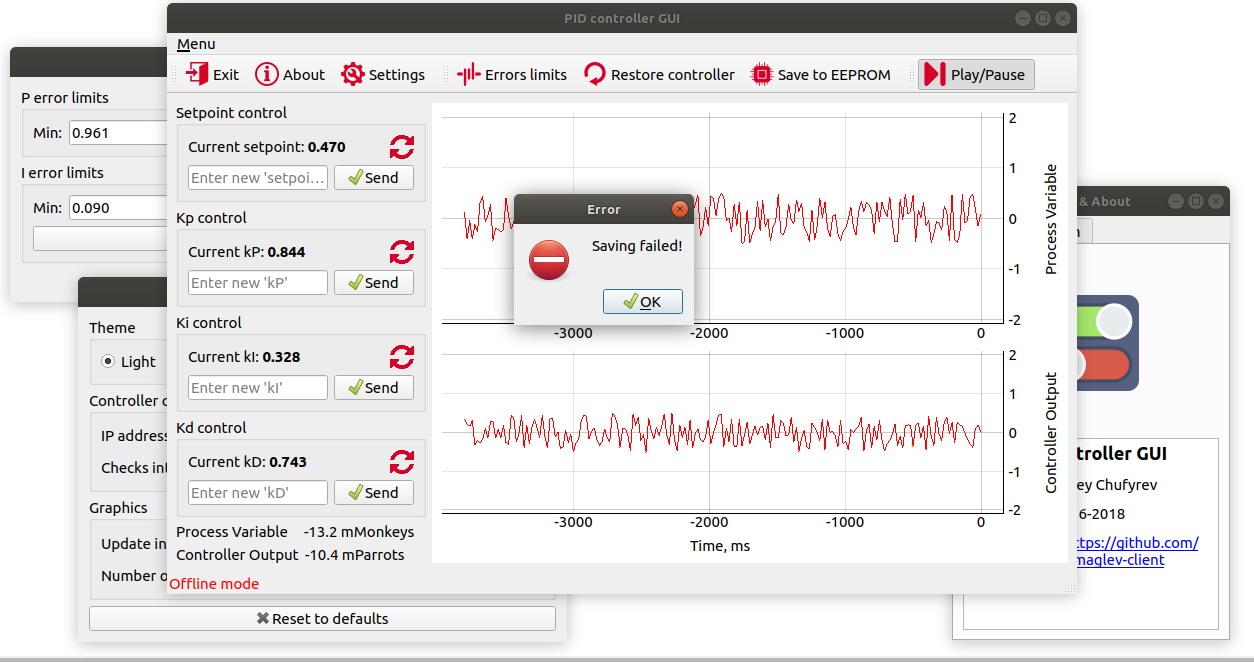 PID controller GUI
Menu
Exit About Settings Errors limits Restore controller Save to EEPROM Play/Pause
P error limits
Min: 0.961
I error limits
Min: 0.090
Setpoint control
Current setpoint: 0.470
Enter new 'setpoi... Send
Kp control
Current kP: 0.844
Enter new 'kP' Send
Ki control
Current kI: 0.328
Enter new 'kI' Send
Kd control
Current kD: 0.743
Enter new 'kD' Send
Process Variable -13.2 mMonkeys
Controller Output -10.4 mParrots
Offline mode
2
1
0
-1
-2
Process Variable
-3000 -2000 -1000 0
2
1
0
-1
-2
Controller Output
-3000 -2000 -1000 0
Time, ms
Error
Saving failed!
OK
Theme
Light
Controller
IP address
Checks
Graphics
Update
Number
Reset to defaults
& About
GUI
Chufyrev
6-2018
ttps://github.com/
maglev-client